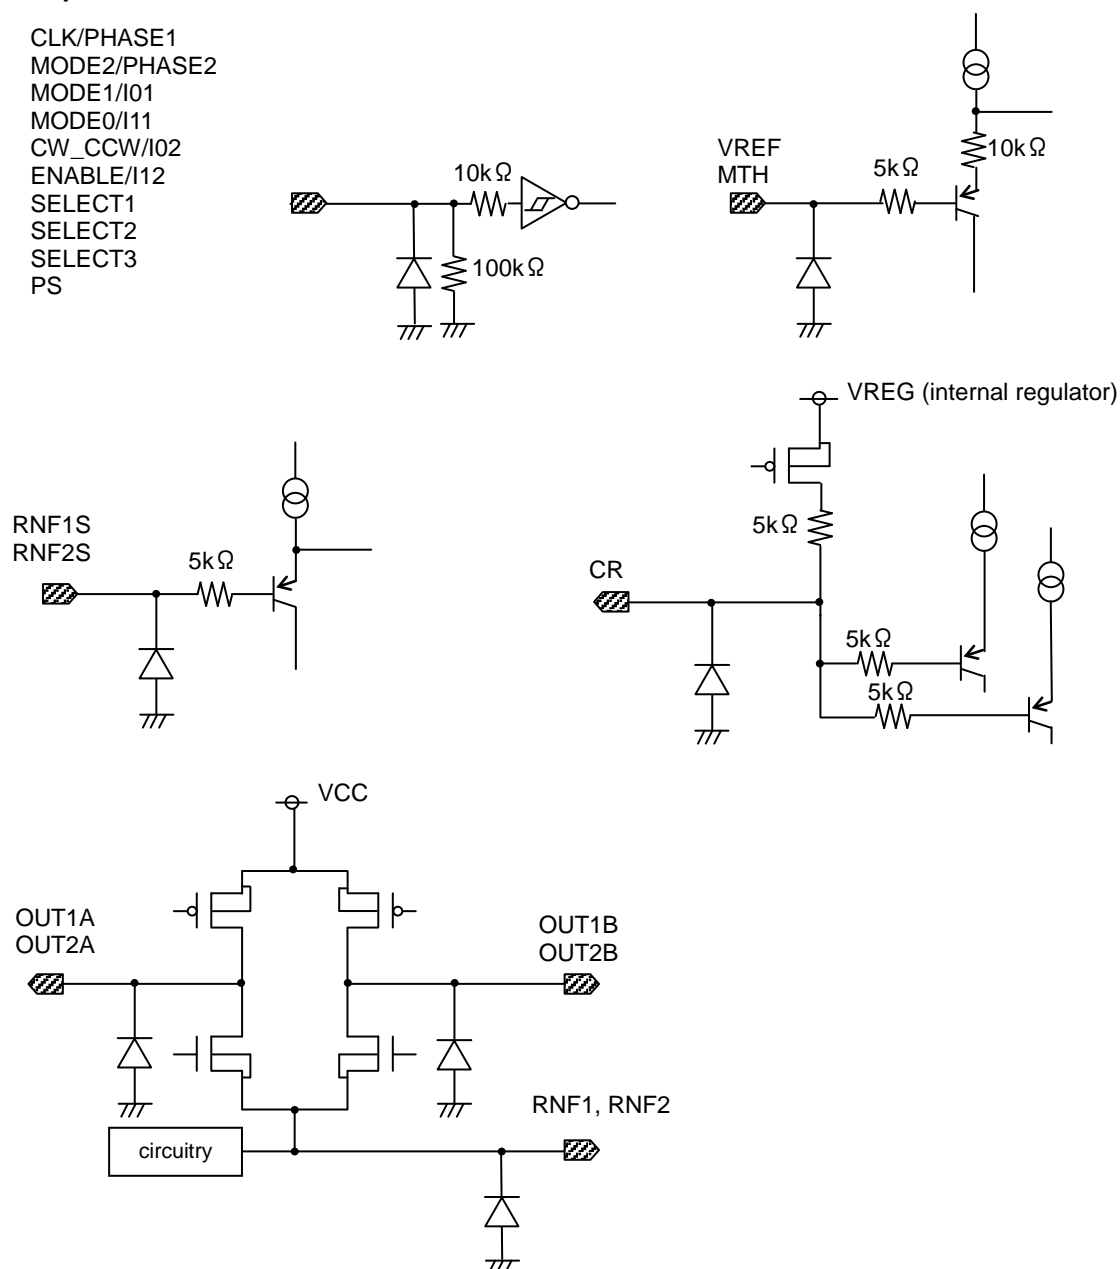 CLK/PHASE1
MODE2/PHASE2
MODE1/I01
MODE0/I11
CW_CCW/I02
ENABLE/I12
SELECT1
SELECT2
SELECT3
PS
10kΩ
100kΩ
VREF
MTH
5kΩ
10kΩ
RNF1S
RNF2S
5kΩ
VREG (internal regulator)
5kΩ
CR
5kΩ
5kΩ
VCC
OUT1A
OUT2A
OUT1B
OUT2B
RNF1, RNF2
circuitry